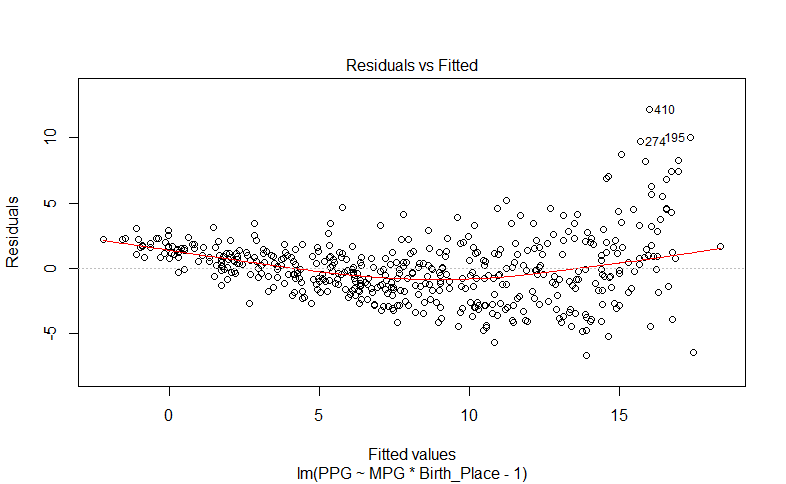 Residuals vs Fitted
410
274 195
10
5
0
-5
Residuals
0 5 10 15
Fitted values
lm(PPG ~ MPG * Birth_Place - 1)